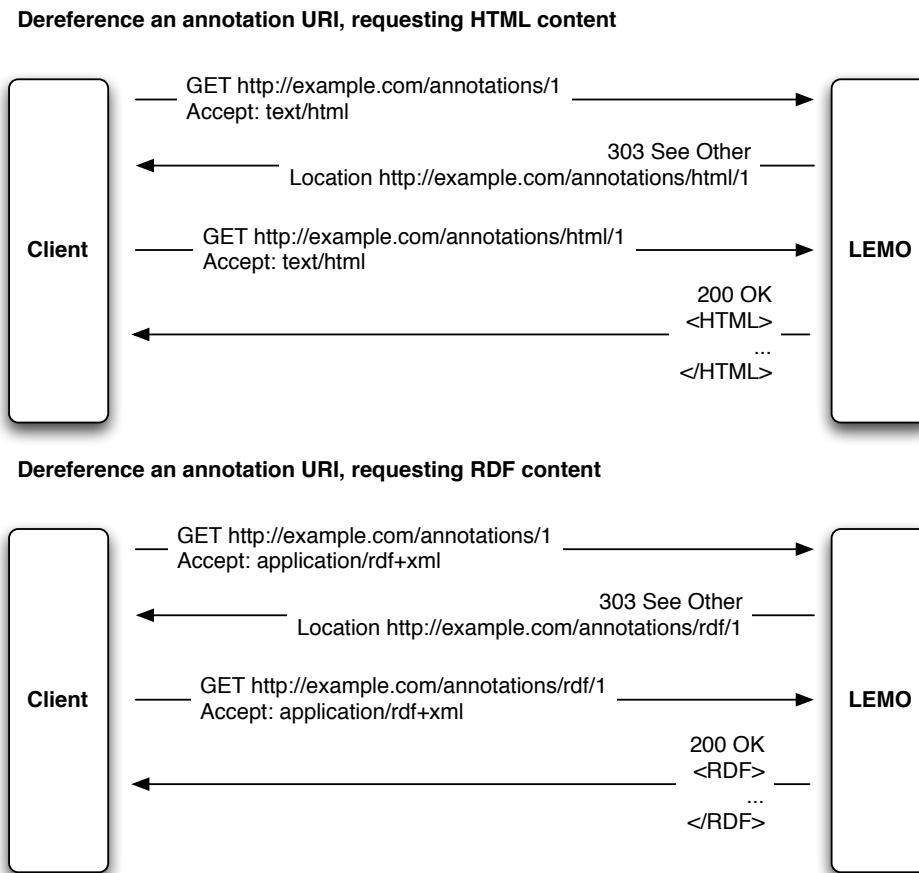 Dereference an annotation URI, requesting HTML content
GET http://example.com/annotations/1
Accept: text/html
303 See Other
Location http://example.com/annotations/html/1
Client
GET http://example.com/annotations/html/1
Accept: text/html
LEMO
200 OK
<HTML>
...
</HTML>
Dereference an annotation URI, requesting RDF content
GET http://example.com/annotations/1
Accept: application/rdf+xml
303 See Other
Location http://example.com/annotations/rdf/1
Client
GET http://example.com/annotations/rdf/1
Accept: application/rdf+xml
LEMO
200 OK
<RDF>
...
</RDF>